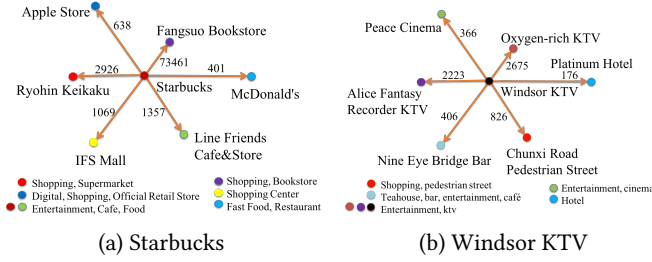 Apple Store
638
Fangsuo Bookstore
73461
2926
401
Ryohin Keikaku
Starbucks
McDonald's
1069
1357
Line Friends
Cafe&Store
IFS Mall
Shopping, Supermarket
Digital, Shopping, Official Retail Store
Entertainment, Cafe, Food
Shopping, Bookstore
Shopping Center
Fast Food, Restaurant
(a) Starbucks
Peace Cinema
366
Oxygen-rich KTV
2675
Platinum Hotel
2223
176
Alice Fantasy
Recorder KTV
Windsor KTV
406
826
Nine Eye Bridge Bar
Chunxi Road
Pedestrian Street
Shopping, pedestrian street
Teahouse, bar, entertainment, café
Entertainment, ktv
Entertainment, cinema
Hotel
(b) Windsor KTV